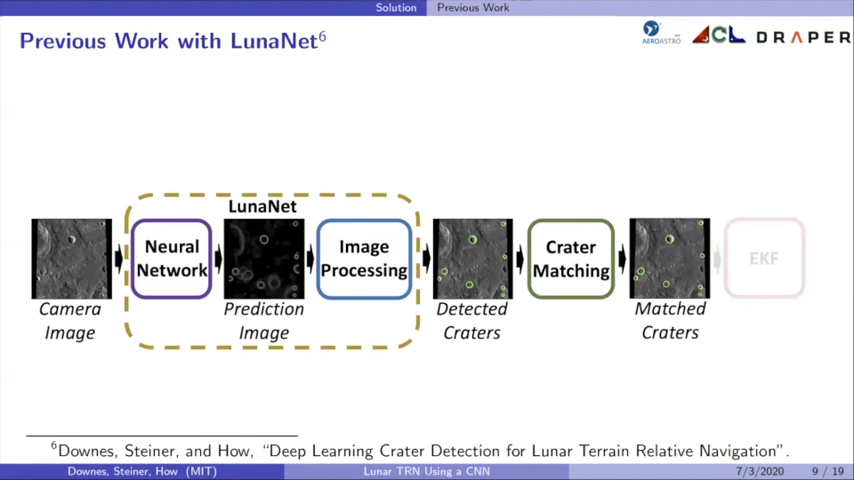 Solution
Previous Work
Previous Work with LunaNet⁶
AEROASTRO
ACL
DRAPER
LunaNet
Neural
Network
Image
Processing
Crater
Matching
EKF
Camera
Image
Prediction
Image
Detected
Craters
Matched
Craters
⁶Downes, Steiner, and How, “Deep Learning Crater Detection for Lunar Terrain Relative Navigation”.
Downes, Steiner, How (MIT)
Lunar TRN Using a CNN
7/3/2020
9 / 19